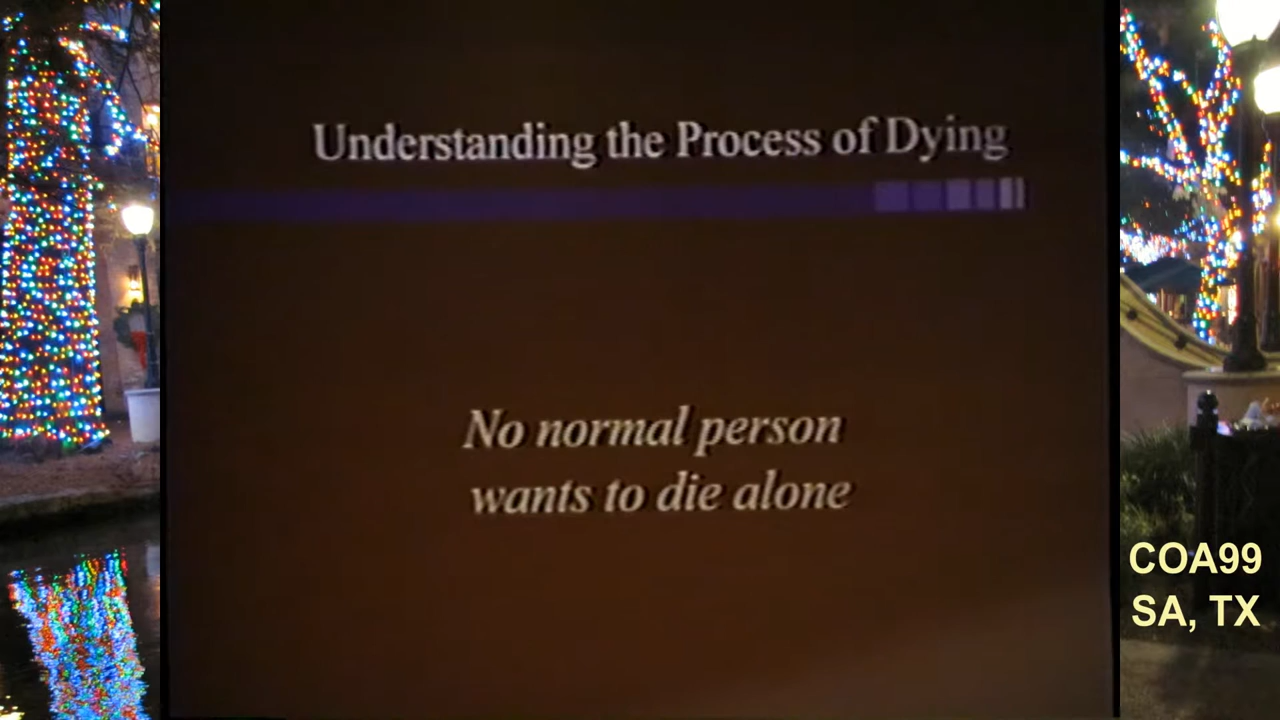 Understanding the Process of Dying
No normal person
wants to die alone
COA99
SA, TX